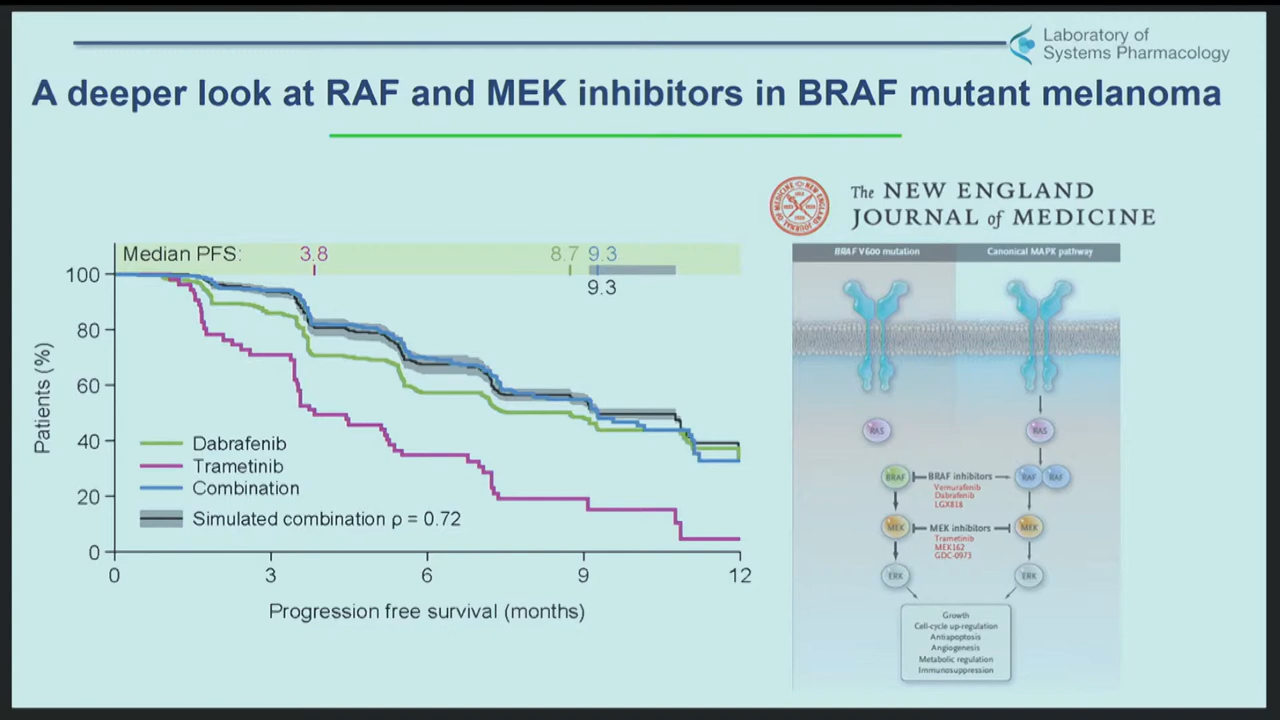 Laboratory of
Systems Pharmacology
A deeper look at RAF and MEK inhibitors in BRAF mutant melanoma
The NEW ENGLAND
JOURNAL of MEDICINE
Median PFS: 3.8 8.7 9.3
9.3
100
80
60
40
20
0
Patients (%)
Dabrafenib
Trametinib
Combination
Simulated combination ρ = 0.72
0 3 6 9 12
Progression free survival (months)
BRAF V600 mutation Canonical MAPK pathway
RAS RAS
BRAF BRAF inhibitors RAF RAF
Vemurafenib
Dabrafenib
LGX818
MEK MEK inhibitors MEK
Trametinib
MEK162
GDC-0973
ERK ERK
Growth
Cell-cycle up-regulation
Antiapoptosis
Angiogenesis
Metabolic regulation
Immunosuppression